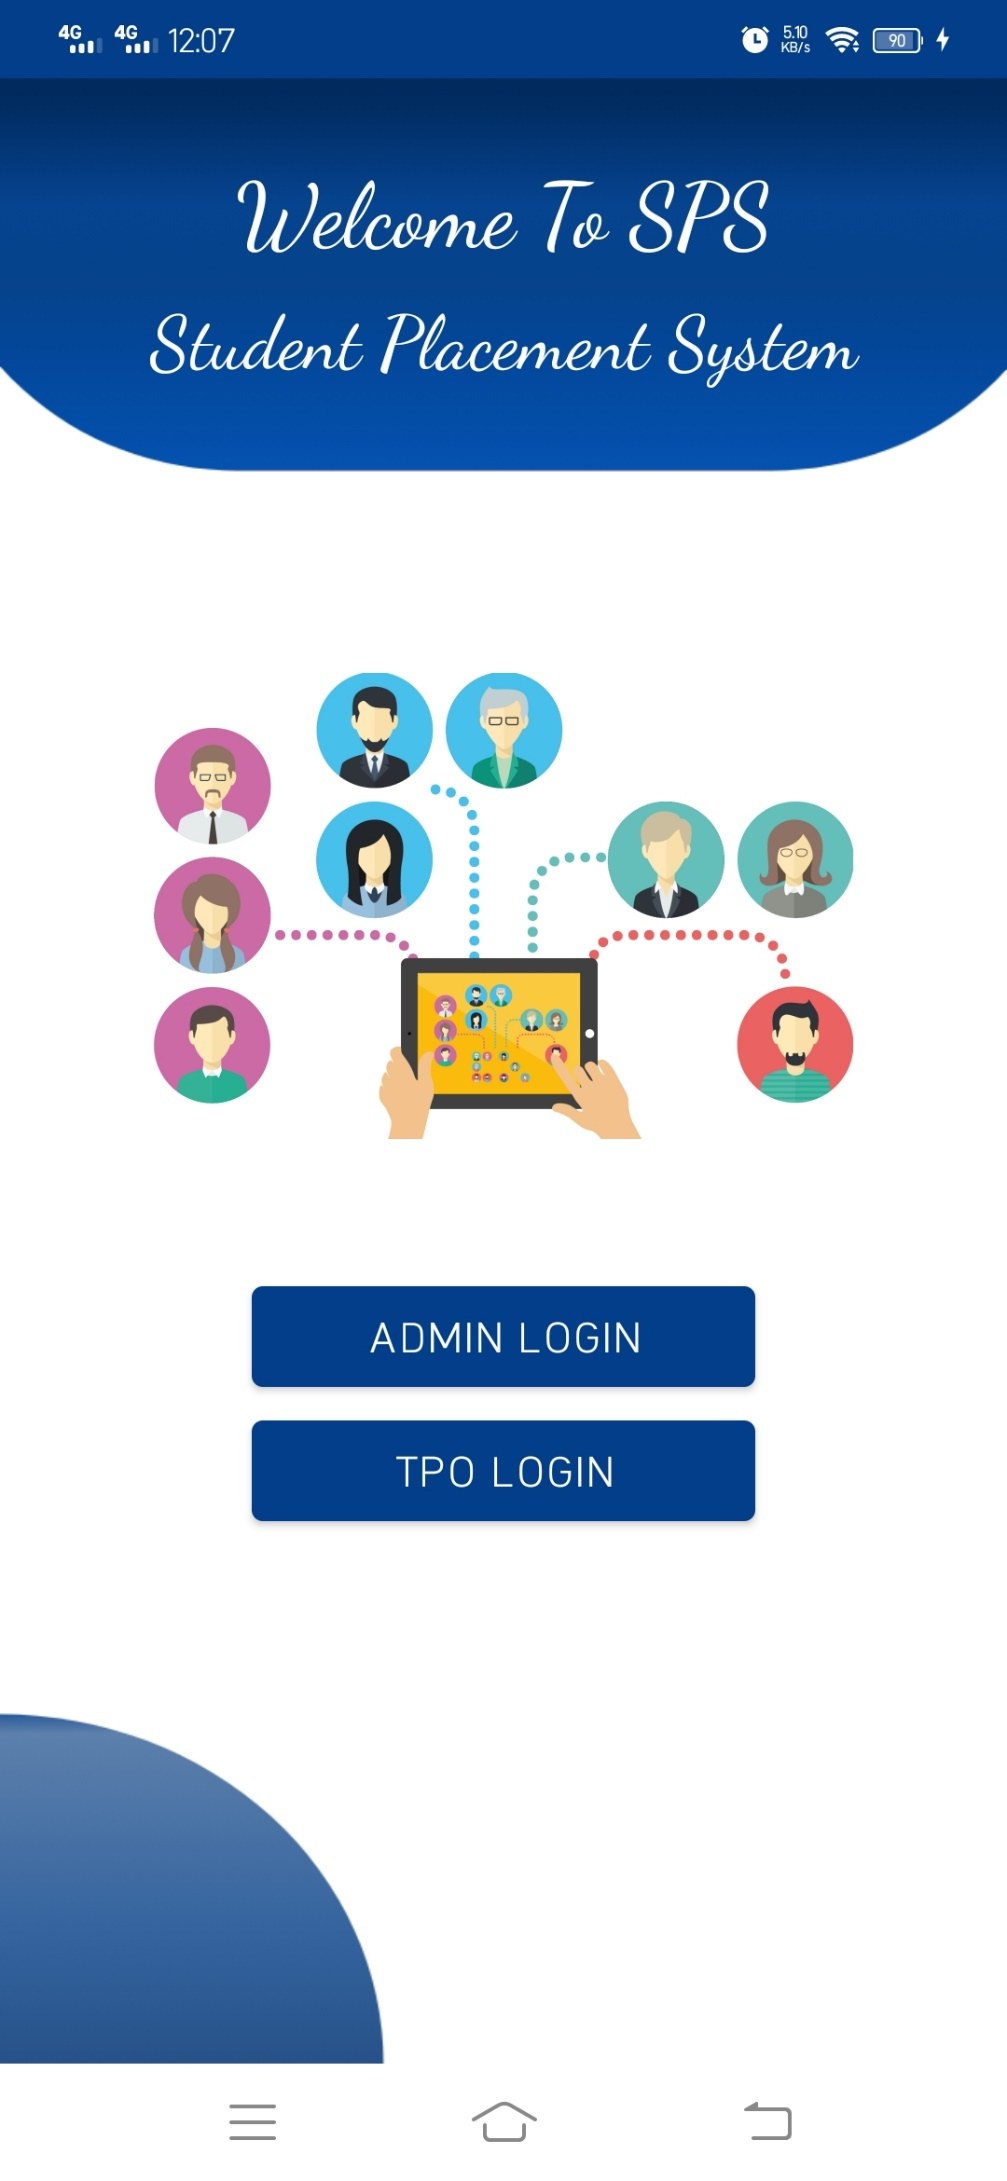 4G 4G 12:07 5.10 KB/s 90
Welcome To SPS
Student Placement System
ADMIN LOGIN
TPO LOGIN